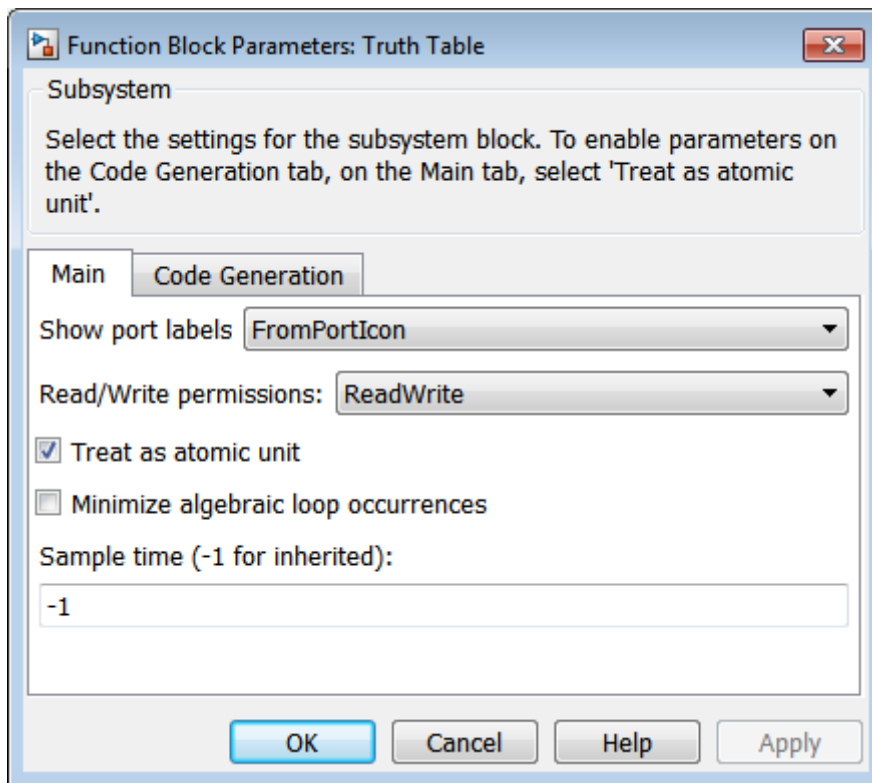 Function Block Parameters: Truth Table
Subsystem
Select the settings for the subsystem block. To enable parameters on
the Code Generation tab, on the Main tab, select 'Treat as atomic
unit'.
Main Code Generation
Show port labels FromPortIcon
Read/Write permissions: ReadWrite
Treat as atomic unit
Minimize algebraic loop occurrences
Sample time (-1 for inherited):
-1
OK Cancel Help Apply